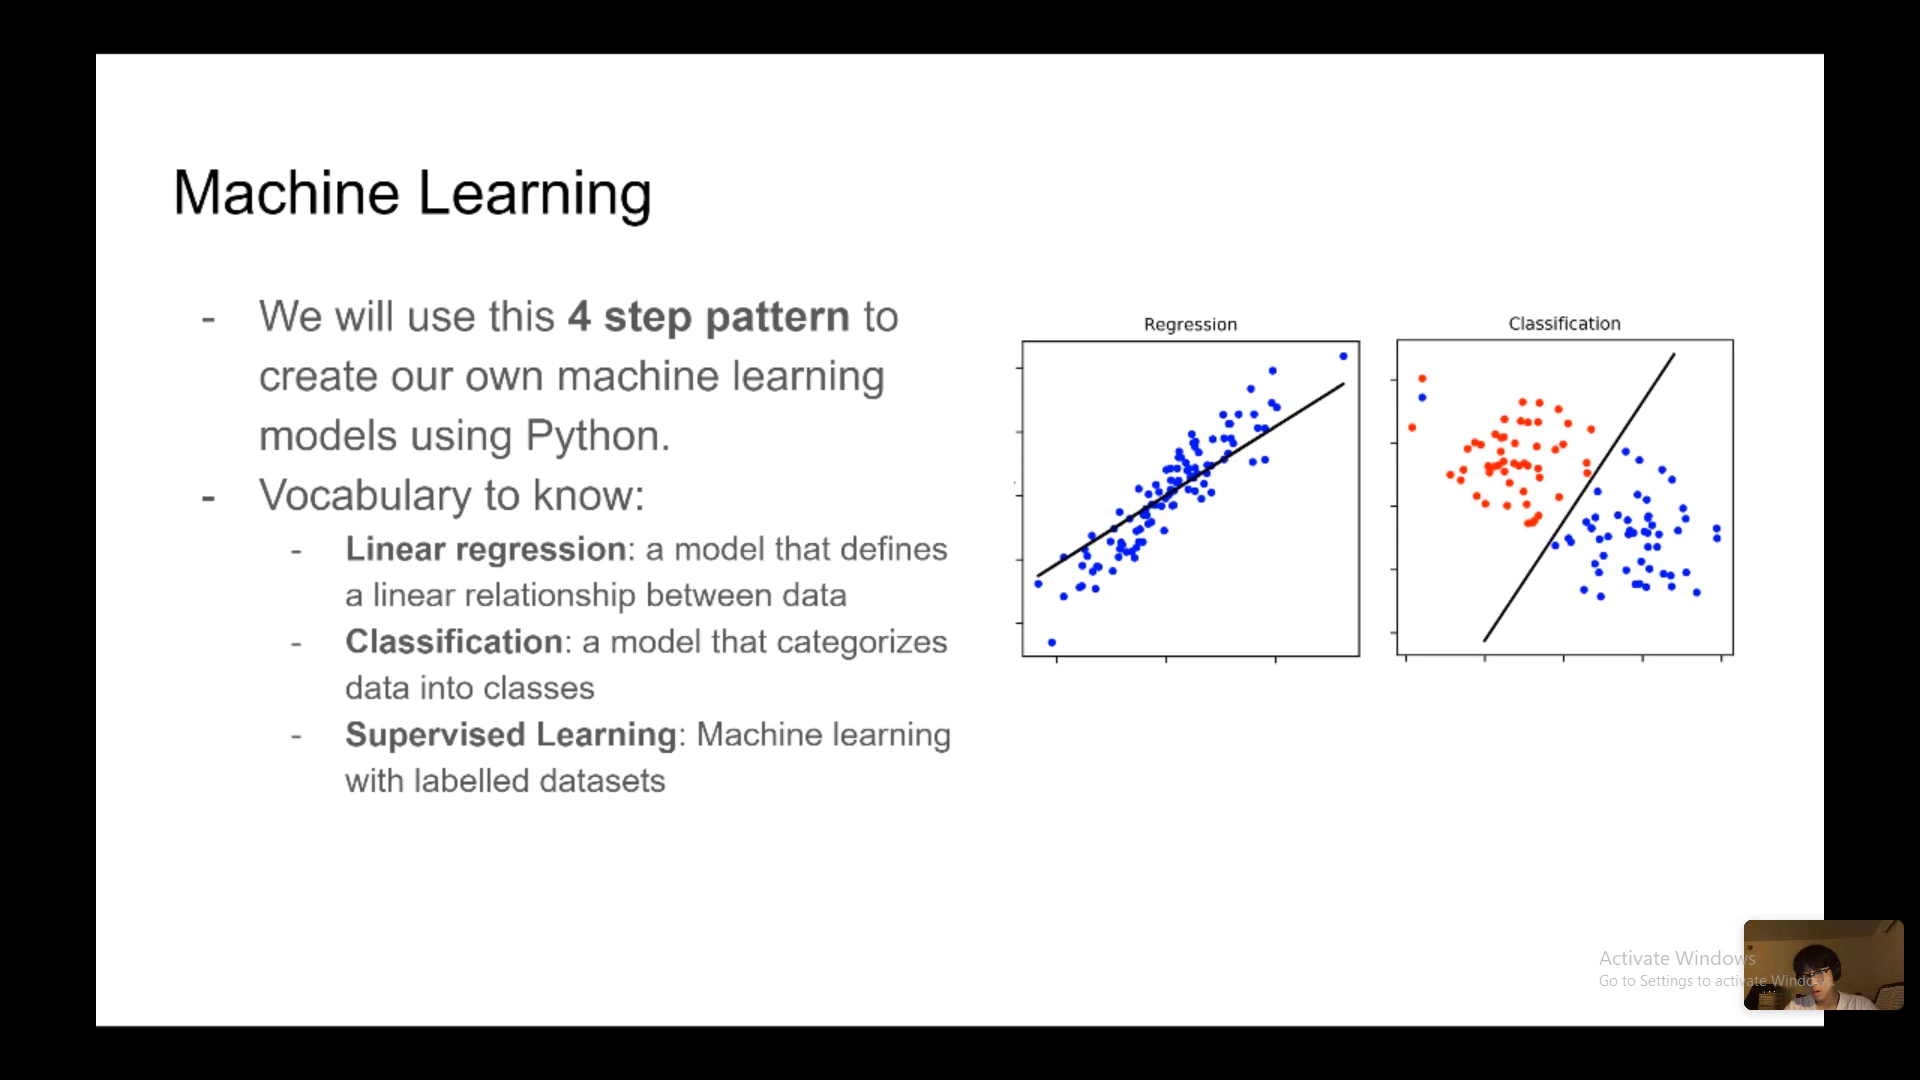 Machine Learning
- We will use this 4 step pattern to
create our own machine learning
models using Python.
- Vocabulary to know:
- Linear regression: a model that defines
a linear relationship between data
- Classification: a model that categorizes
data into classes
- Supervised Learning: Machine learning
with labelled datasets
Regression
Classification
Activate Windows
Go to Settings to activate Windows.